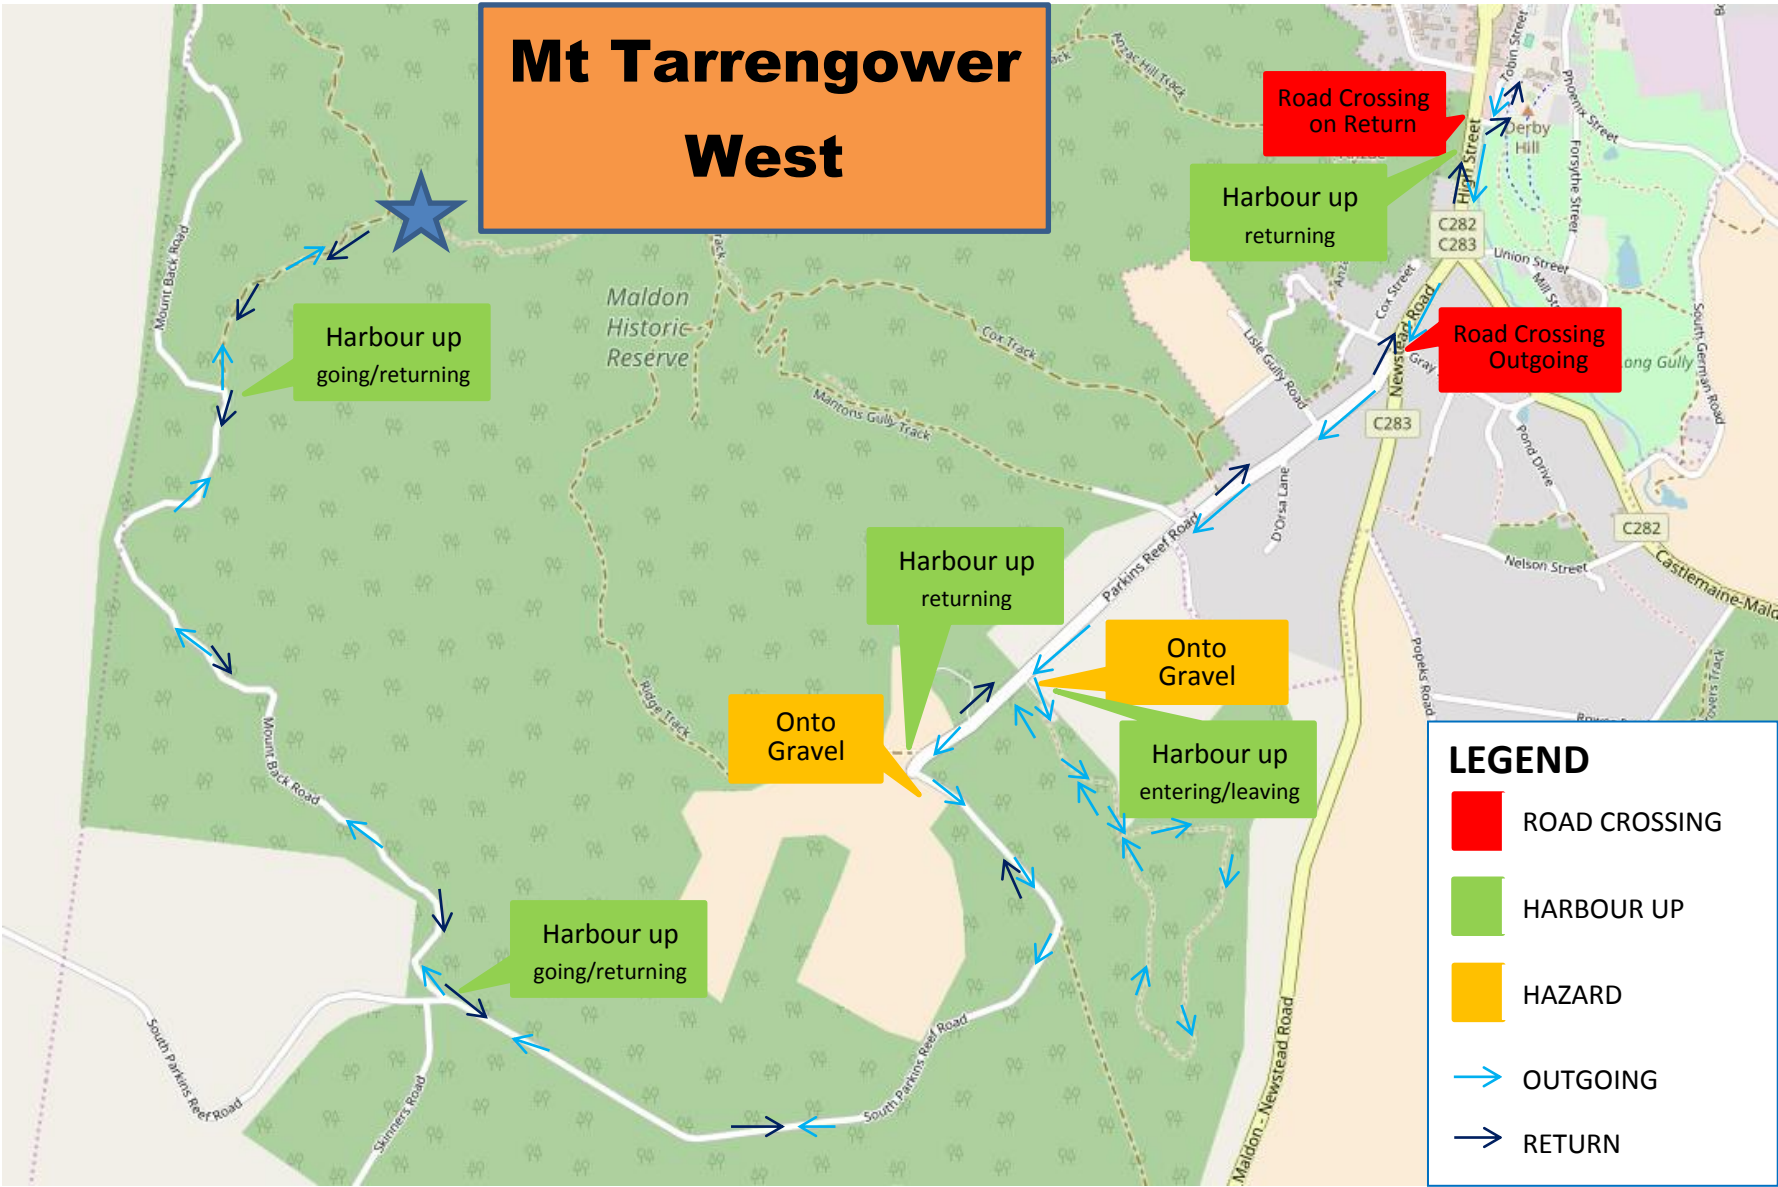 Mt Tarrengower
West
Road Crossing
on Return
Harbour up
returning
Road Crossing
Outgoing
Harbour up
going/returning
Harbour up
returning
Onto
Gravel
Onto
Gravel
Harbour up
entering/leaving
Harbour up
going/returning
LEGEND
ROAD CROSSING
HARBOUR UP
HAZARD
OUTGOING
RETURN
Maldon
Historic
Reserve
Mount Back Road
Mount Back Road
Anzac Hill Track
Cox Track
Mantons Gully Track
Ridge Track
Lisle Gully Road
Cox Street
High Street
Tobin Street
Derby
Hill
Phoenix Street
Forsythe Street
Union Street
South German Road
C282
C283
Newstead Road
Gray
C283
Pond Drive
D'Orsa Lane
Parkins Reef Road
Nelson Street
C282
Popeks Road
South Parkins Reef Road
South Parkins Reef Road
Skinners Road
Maldon - Newstead Road